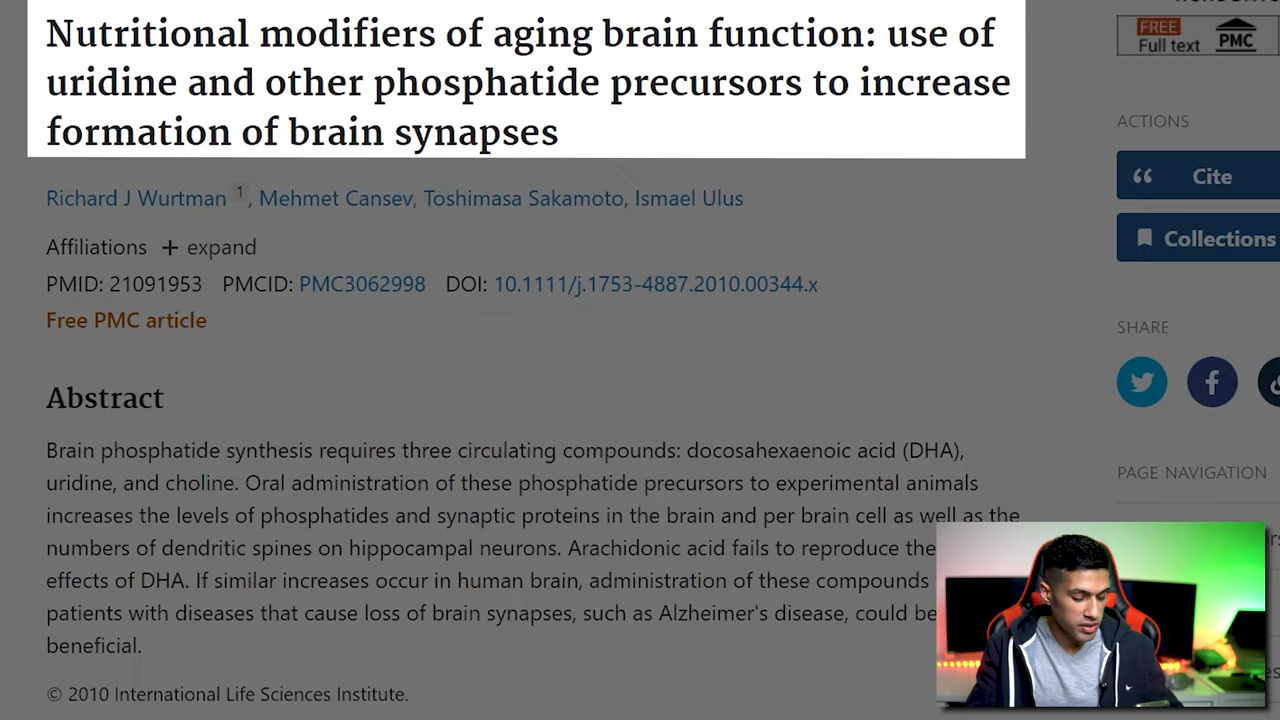 Nutritional modifiers of aging brain function: use of
uridine and other phosphatide precursors to increase
formation of brain synapses
FREE
Full text
PMC
Richard J Wurtman 1, Mehmet Cansev, Toshimasa Sakamoto, Ismael Ulus
Affiliations + expand
PMID: 21091953 PMCID: PMC3062998 DOI: 10.1111/j.1753-4887.2010.00344.x
Free PMC article
ACTIONS
Cite
Collections
SHARE
PAGE NAVIGATION
Abstract
Brain phosphatide synthesis requires three circulating compounds: docosahexaenoic acid (DHA),
uridine, and choline. Oral administration of these phosphatide precursors to experimental animals
increases the levels of phosphatides and synaptic proteins in the brain and per brain cell as well as the
numbers of dendritic spines on hippocampal neurons. Arachidonic acid fails to reproduce the
effects of DHA. If similar increases occur in human brain, administration of these compounds
patients with diseases that cause loss of brain synapses, such as Alzheimer's disease, could be
beneficial.
© 2010 International Life Sciences Institute.